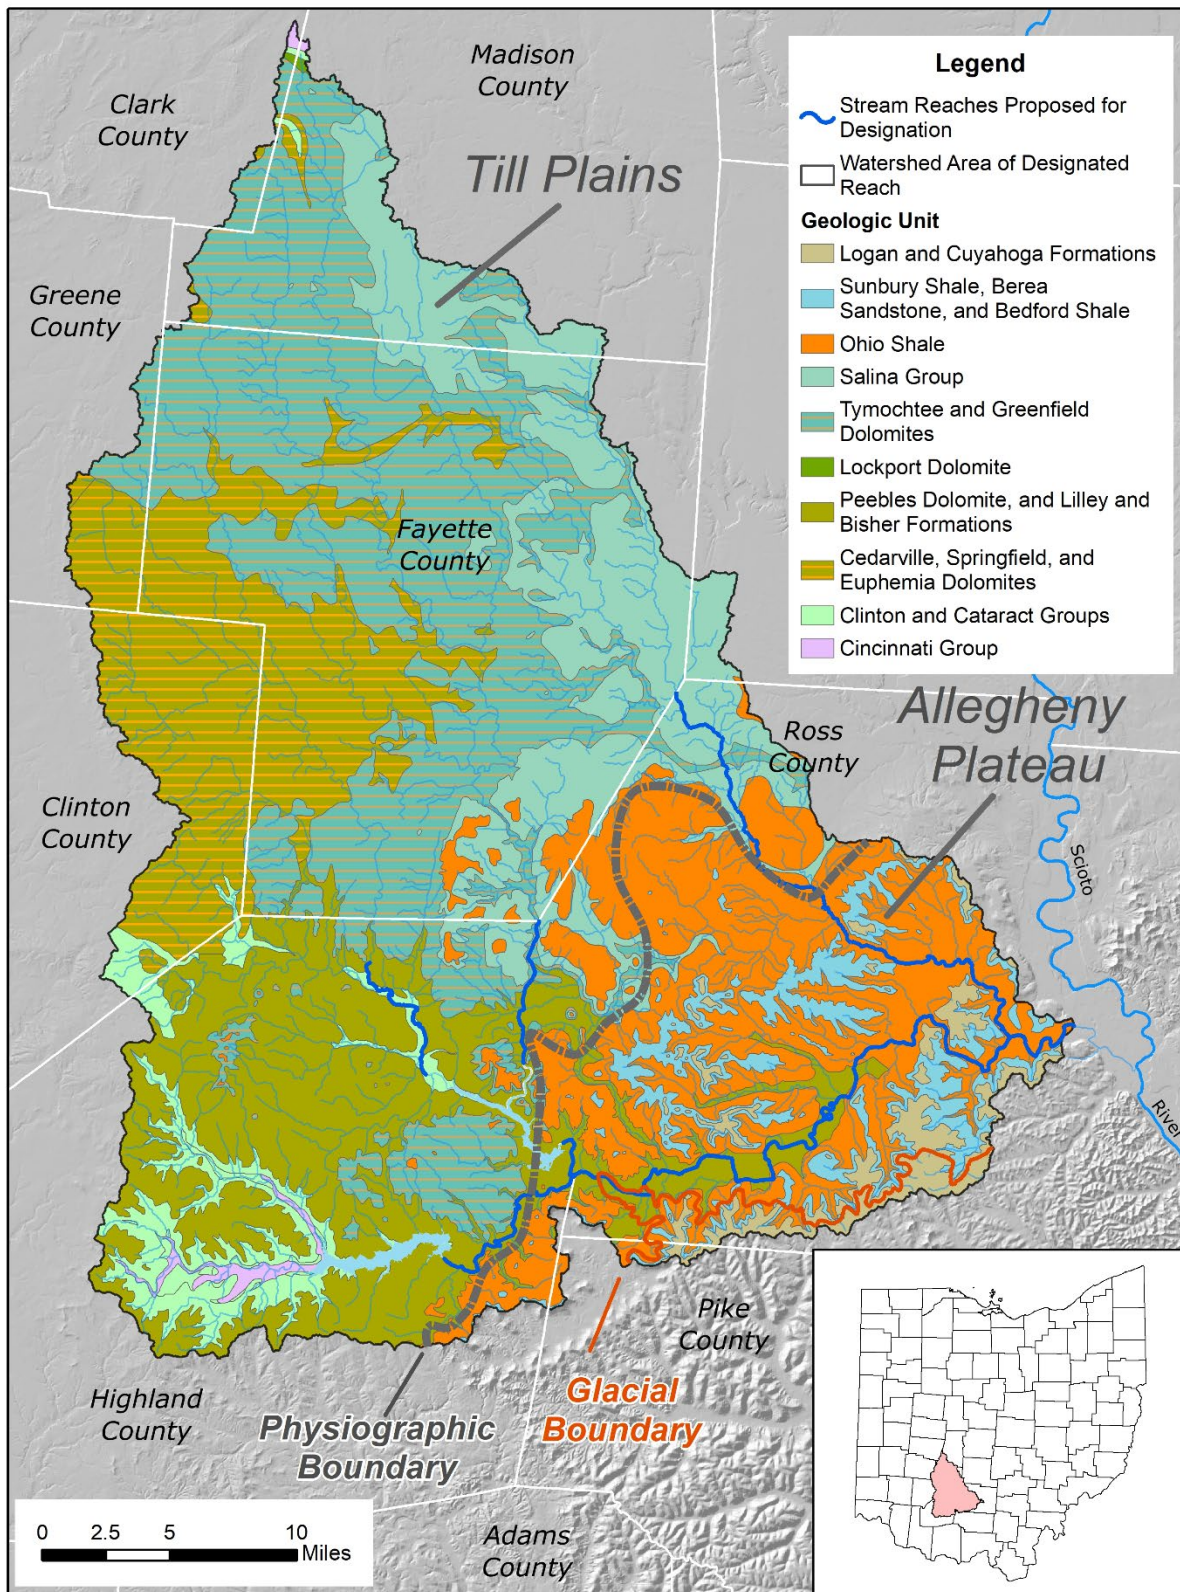 Madison
County
Clark
County
Till Plains
Greene
County
Fayette
County
Clinton
County
Ross
County
Allegheny
Plateau
Scioto
River
Highland
County
Physiographic
Boundary
Glacial
Boundary
Pike
County
Adams
County
Legend
Stream Reaches Proposed for
Designation
Watershed Area of Designated
Reach
Geologic Unit
Logan and Cuyahoga Formations
Sunbury Shale, Berea
Sandstone, and Bedford Shale
Ohio Shale
Salina Group
Tymochtee and Greenfield
Dolomites
Lockport Dolomite
Peebles Dolomite, and Lilley and
Bisher Formations
Cedarville, Springfield, and
Euphemia Dolomites
Clinton and Cataract Groups
Cincinnati Group
0 2.5 5 10
Miles